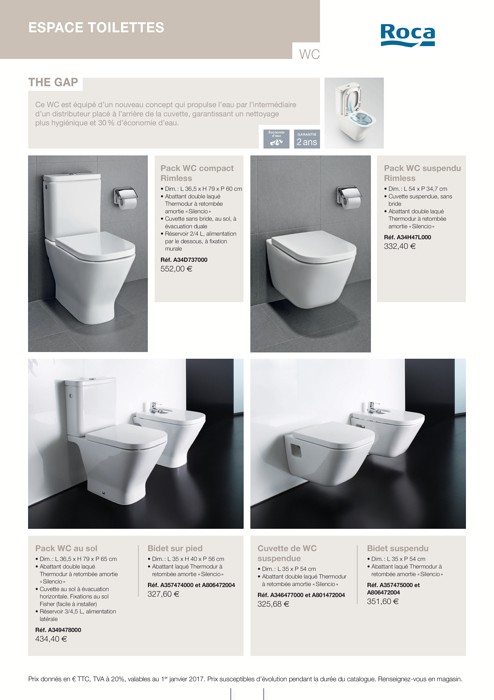 ESPACE TOILETTES
Roca
WC
THE GAP
Ce WC est équipé d'un nouveau concept qui propulse l'eau par l'intermédiaire
d'un distributeur placé à l'arrière de la cuvette, garantissant un nettoyage
plus hygiénique et 30 % d'économie d'eau.
GARANTIE
2 ans
Pack WC compact
Rimless
• Dim. : L 36,5 x H 79 x P 60 cm
• Abattant double laqué
Thermodur à retombée
amortie « Silencio »
• Cuvette sans bride, au sol, à
évacuation duale
• Réservoir 2/4 L, alimentation
par le dessous, à fixation
murale
Réf. A34D737000
552,00 €
Pack WC suspendu
Rimless
• Dim. : L 54 x P 34,7 cm
• Cuvette suspendue, sans
bride
• Abattant double laqué
Thermodur à retombée
amortie « Silencio »
Réf. A34H47L000
332,40 €
Pack WC au sol
• Dim. : L 36,5 x H 79 x P 65 cm
• Abattant double laqué
Thermodur à retombée amortie
« Silencio »
• Cuvette au sol à évacuation
horizontale. Fixations au sol
Fisher (facile à installer)
• Réservoir 3/4,5 L, alimentation
latérale
Réf. A349478000
434,40 €
Bidet sur pied
• Dim. : L 35 x H 40 x P 56 cm
• Abattant laqué Thermodur à
retombée amortie « Silencio »
Réf. A357474000 et A806472004
327,60 €
Cuvette de WC
suspendue
• Dim. : L 35 x P 54 cm
• Abattant double laqué Thermodur
à retombée amortie « Silencio »
Réf. A346477000 et A801472004
325,68 €
Bidet suspendu
• Dim. : L 35 x P 54 cm
• Abattant laqué Thermodur à
retombée amortie « Silencio »
Réf. A357475000 et
A806472004
351,60 €
Prix donnés en € TTC, TVA à 20%, valables au 1er janvier 2017. Prix susceptibles d'évolution pendant la durée du catalogue. Renseignez-vous en magasin.